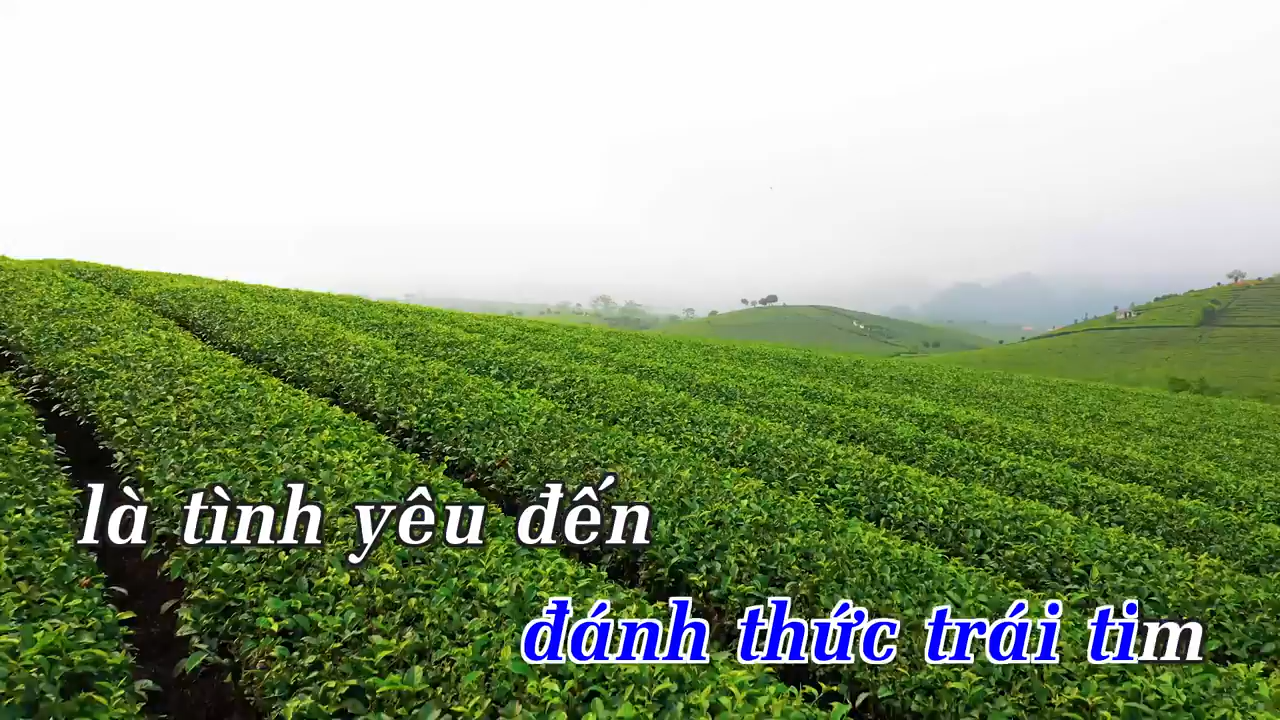 là tình yêu đến
đánh thức trái tim